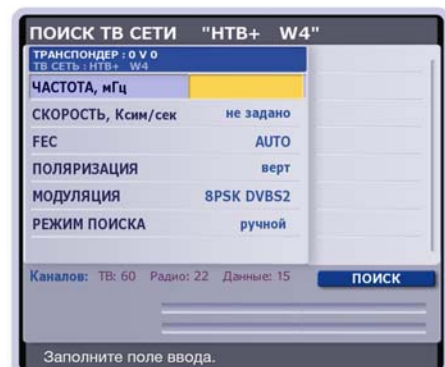 ПОИСК ТВ СЕТИ "НТВ+ W4"
ТРАНСПОНДЕР : 0 V 0
ТВ СЕТЬ : НТВ+ W4
ЧАСТОТА, мГц
СКОРОСТЬ, Ксим/сек не задано
FEC AUTO
ПОЛЯРИЗАЦИЯ верт
МОДУЛЯЦИЯ 8PSK DVBS2
РЕЖИМ ПОИСКА ручной
Каналов: ТВ: 60 Радио: 22 Данные: 15 ПОИСК
Заполните поле ввода.